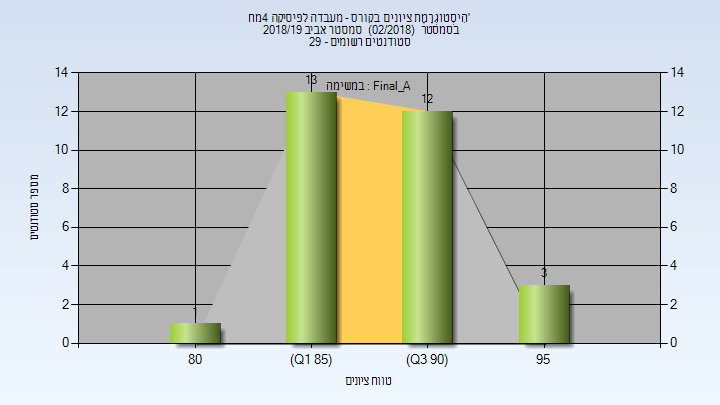 היסטוגרמת ציונים בקורס - מעבדה לפיסיקה 4מח'
בסמסטר (02/2018) סמסטר אביב 2018/19
סטודנטים רשומים - 29
במשימה : Final_A
14 14
12 12
10 10
8 8
6 6
4 4
2 2
0 0
1 13 12 3
מספר סטודנטים
80 (Q1 85) (Q3 90) 95
טווח ציונים